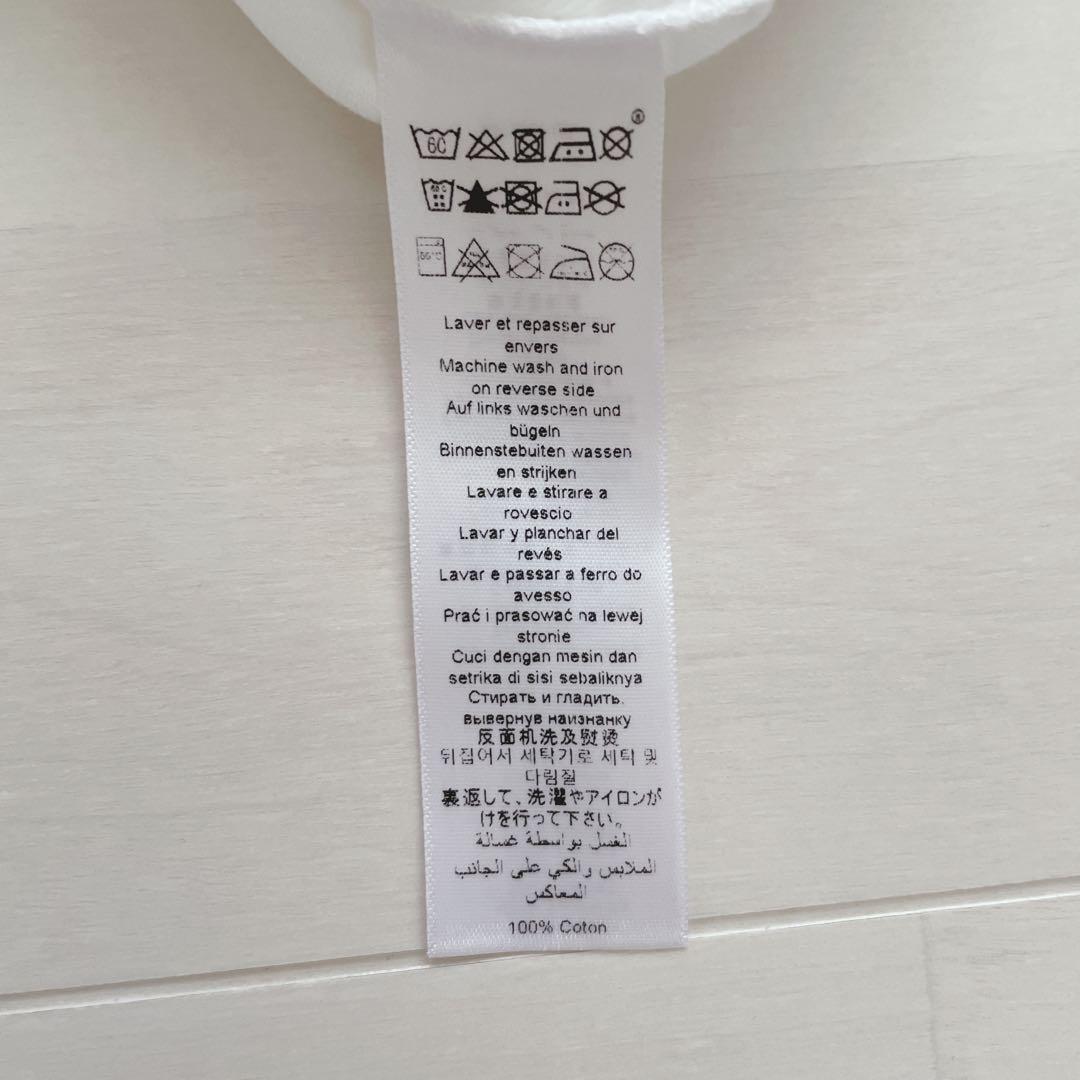 60
60°C
Laver et repasser sur
envers
Machine wash and iron
on reverse side
Auf links waschen und
bügeln
Binnenstebuiten wassen
en strijken
Lavare e stirare a
rovescio
Lavar y planchar del
revés
Lavar e passar a ferro do
avesso
Prać i prasować na lewej
stronie
Cuci dengan mesin dan
setrika di sisi sebaliknya
Стирать и гладить,
вывернув наизнанку
反面机洗及熨烫
뒤집어서 세탁기로 세탁 및
다림질
裏返して、洗濯やアイロンが
けを行って下さい。
الغسل بواسطة غسالة
الملابس والكي على الجانب
المعاكس
100% Coton